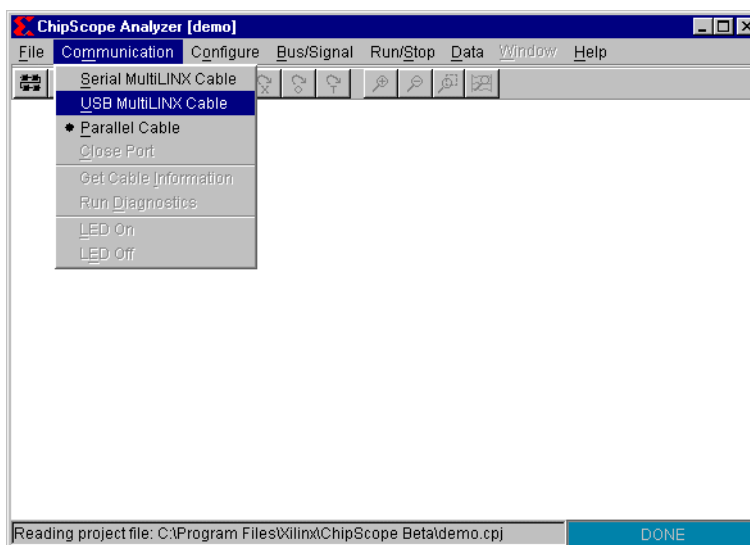 ChipScope Analyzer [demo]
File Communication Configure Bus/Signal Run/Stop Data Window Help
Serial MultiLINX Cable
USB MultiLINX Cable
Parallel Cable
Close Port
Get Cable Information
Run Diagnostics
LED On
LED Off
X O T
Reading project file: C:\Program Files\Xilinx\ChipScope Beta\demo.cpj DONE